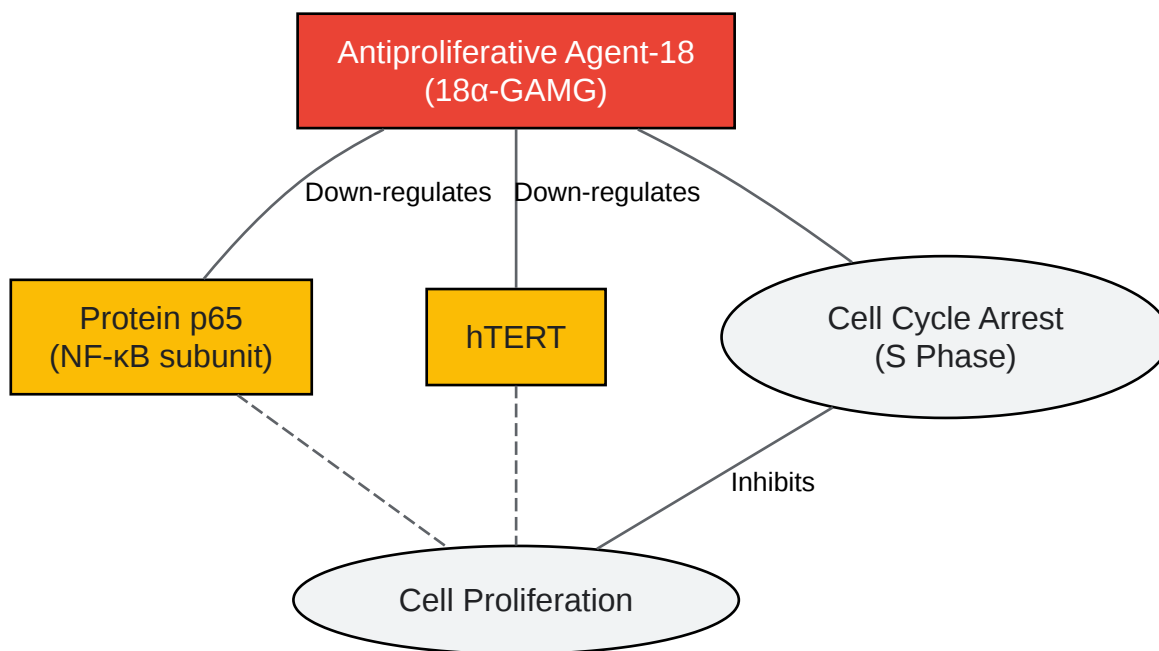 Antiproliferative Agent-18
(18α-GAMG)
Down-regulates
Down-regulates
Protein p65
(NF-κB subunit)
hTERT
Cell Cycle Arrest
(S Phase)
Inhibits
Cell Proliferation